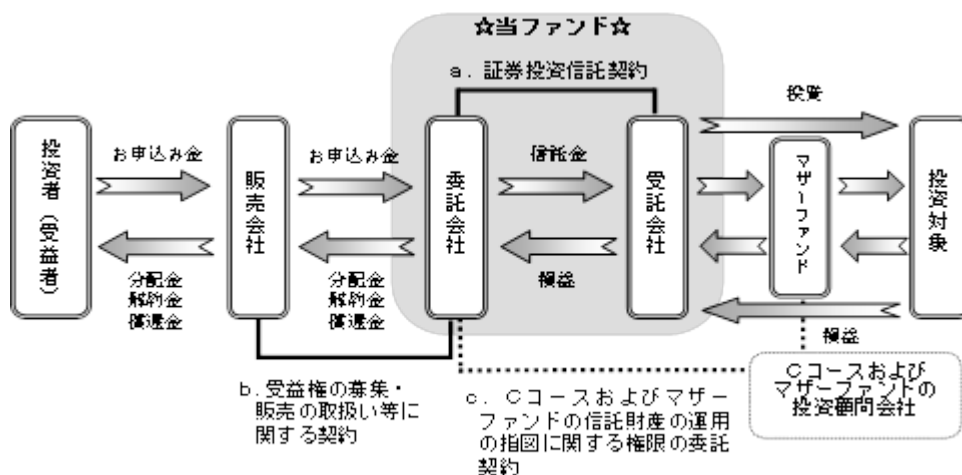 ☆当ファンド☆
a. 証券投資信託契約
投資
お申込み金
お申込み金
信託金
投資者(受益者)
販売会社
委託会社
受託会社
マザーファンド
投資対象
分配金
解約金
償還金
分配金
解約金
償還金
損益
損益
b. 受益権の募集・
販売の取扱い等に
関する契約
c. Cコースおよびマザー
ファンドの信託財産の運用
の指図に関する権限の委託
契約
Cコースおよび
マザーファンドの
投資顧問会社